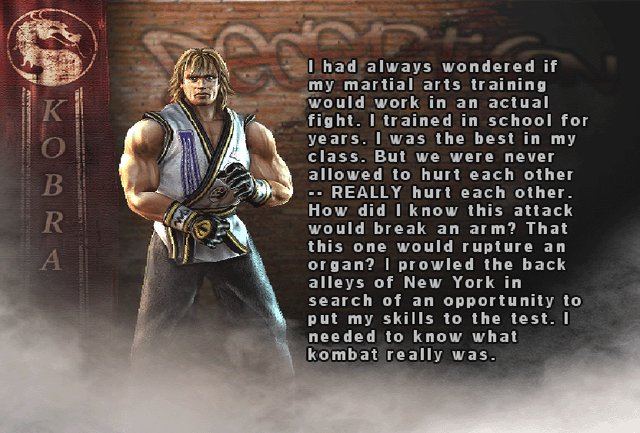 DECEPTION
KOBRA
I had always wondered if
my martial arts training
would work in an actual
fight. I trained in school for
years. I was the best in my
class. But we were never
allowed to hurt each other
-- REALLY hurt each other.
How did I know this attack
would break an arm? That
this one would rupture an
organ? I prowled the back
alleys of New York in
search of an opportunity to
put my skills to the test. I
needed to know what
kombat really was.